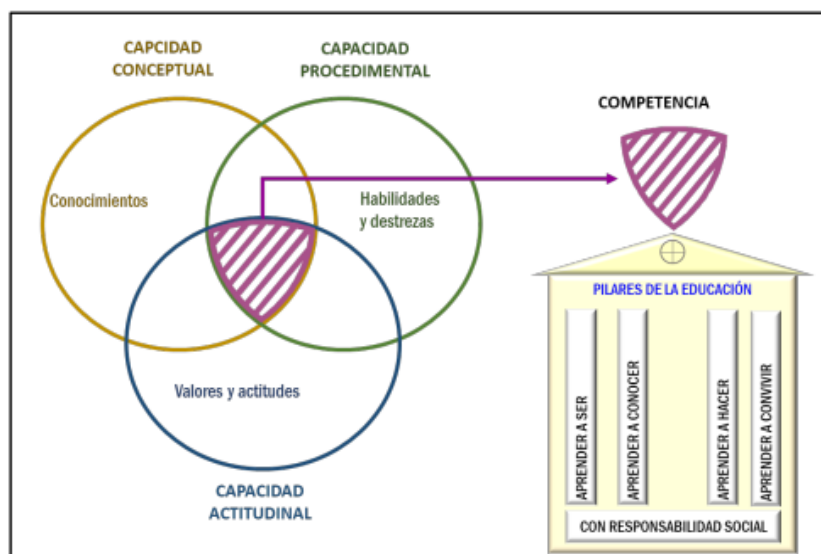 CAPCIDAD
CONCEPTUAL
CAPACIDAD
PROCEDIMENTAL
COMPETENCIA
Conocimientos
Habilidades
y destrezas
Valores y actitudes
CAPACIDAD
ACTITUDINAL
PILARES DE LA EDUCACIÓN
APRENDER A SER
APRENDER A CONOCER
APRENDER A HACER
APRENDER A CONVIVIR
CON RESPONSABILIDAD SOCIAL